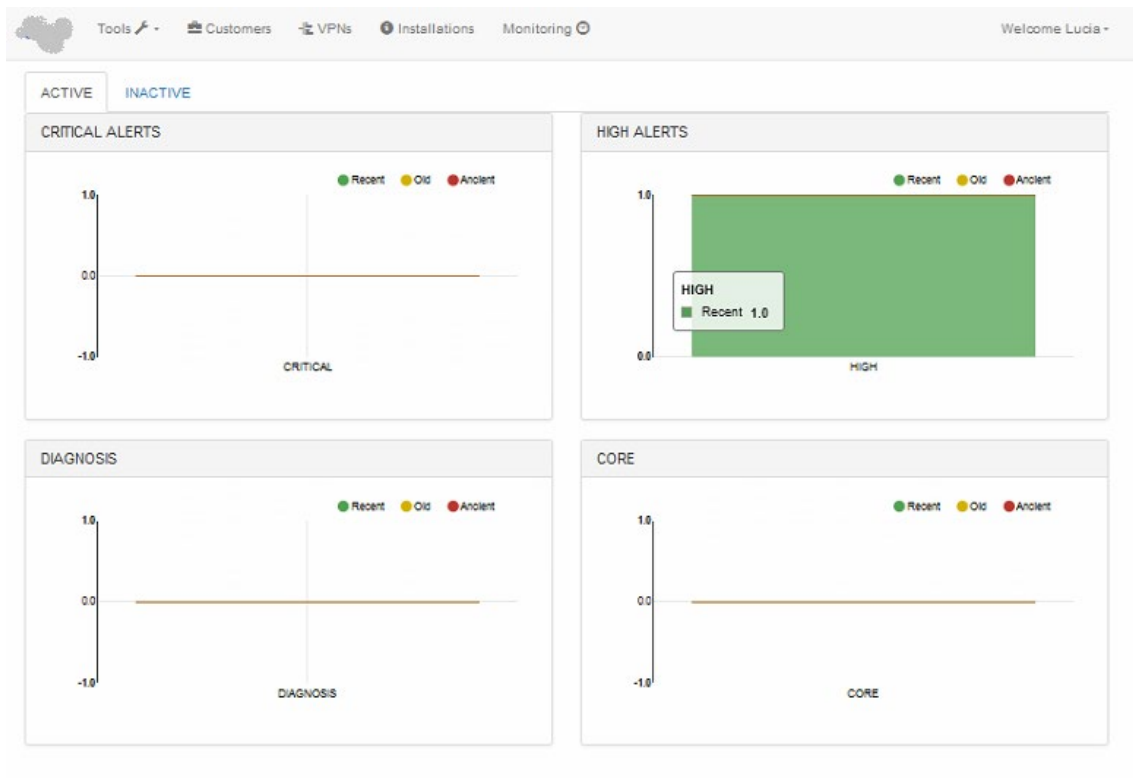 Tools Customers VPNs Installations Monitoring Welcome Lucia
ACTIVE INACTIVE
CRITICAL ALERTS
Recent Old Ancient
1.0
0.0
-1.0
CRITICAL
HIGH ALERTS
Recent Old Ancient
1.0
HIGH
Recent 1.0
0.0
HIGH
DIAGNOSIS
Recent Old Ancient
1.0
0.0
-1.0
DIAGNOSIS
CORE
Recent Old Ancient
1.0
0.0
-1.0
CORE